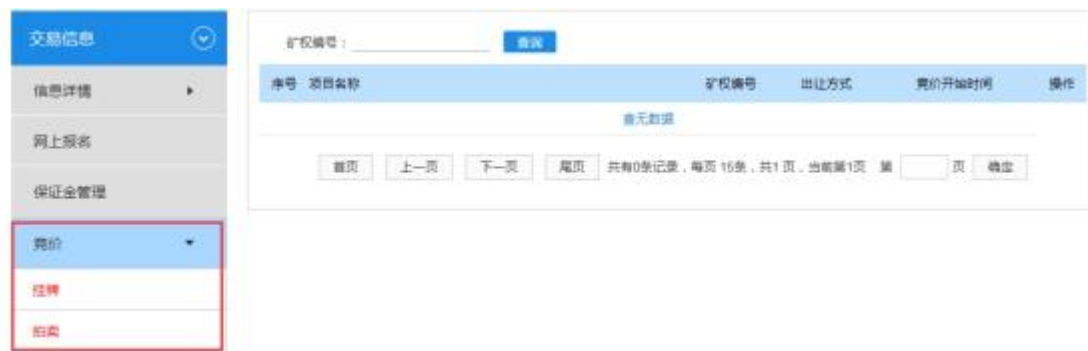 交易信息
信息详情
网上报名
保证金管理
竞价
挂牌
拍卖
矿权编号：
查询
序号 项目名称 矿权编号 出让方式 竞价开始时间 操作
查无数据
首页 上一页 下一页 尾页 共有0条记录，每页 15条，共1 页，当前第1页 第 页 确定